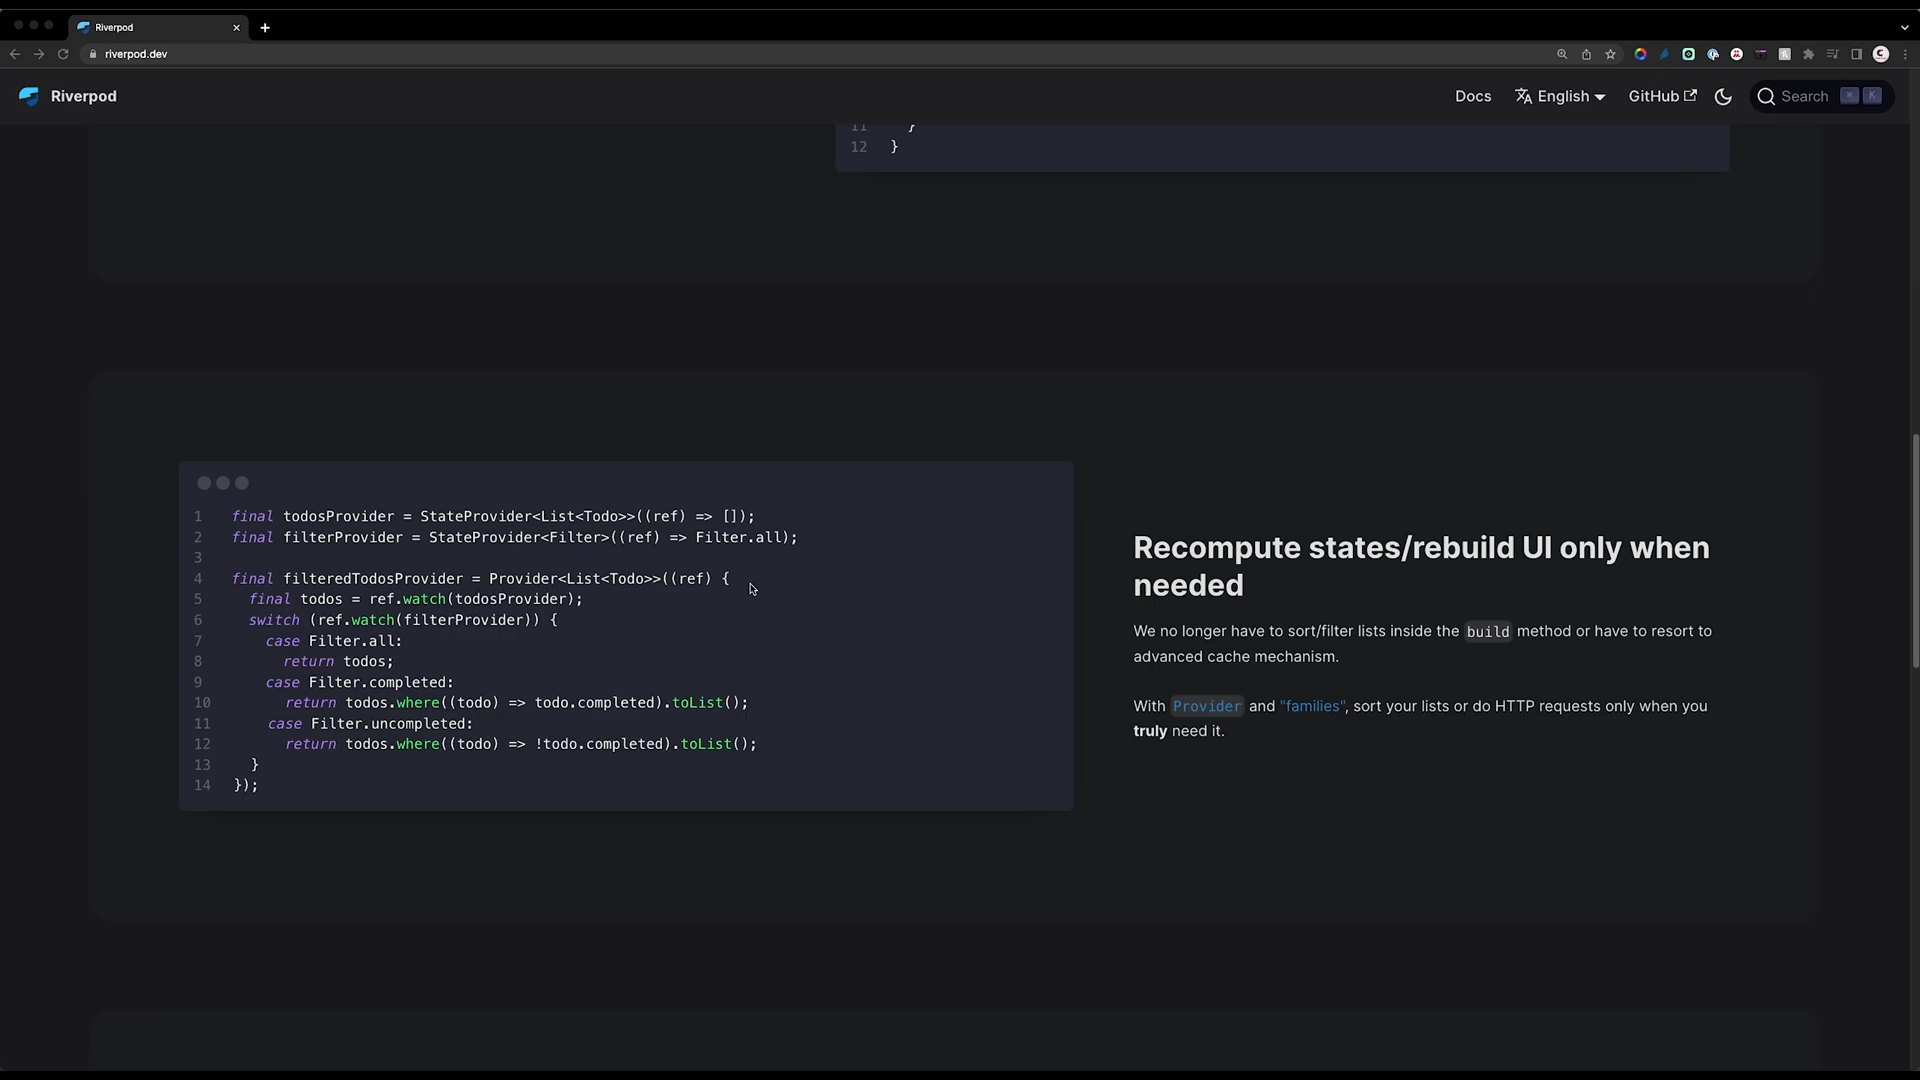 Riverpod
riverpod.dev
Riverpod
Docs
English
GitHub
Search ⌘ K
11 }
12 }
1 final todosProvider = StateProvider<List<Todo>>((ref) => []);
2 final filterProvider = StateProvider<Filter>((ref) => Filter.all);
3
4 final filteredTodosProvider = Provider<List<Todo>>((ref) {
5 final todos = ref.watch(todosProvider);
6 switch (ref.watch(filterProvider)) {
7 case Filter.all:
8 return todos;
9 case Filter.completed:
10 return todos.where((todo) => todo.completed).toList();
11 case Filter.uncompleted:
12 return todos.where((todo) => !todo.completed).toList();
13 }
14 });
Recompute states/rebuild UI only when
needed
We no longer have to sort/filter lists inside the build method or have to resort to
advanced cache mechanism.
With Provider and "families", sort your lists or do HTTP requests only when you
truly need it.